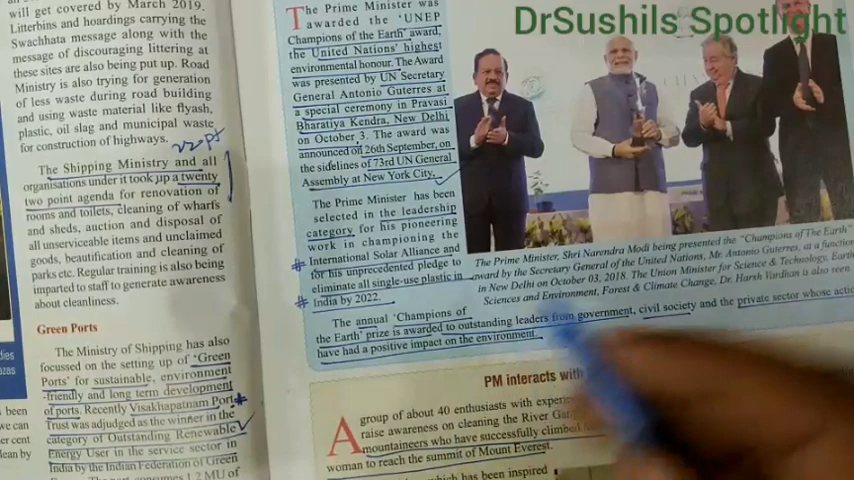 DrSushils Spotlight
will get covered by March 2019.
Litterbins and hoardings carrying the
Swachhata message along with the
message of discouraging littering at
these sites are also being put up. Road
Ministry is also trying for generation
of less waste during road building
and using waste material like flyash,
plastic, oil slag and municipal waste
for construction of highways.
22 pt
The Shipping Ministry and all
organisations under it took up a twenty
two point agenda for renovation of
rooms and toilets, cleaning of wharfs
and sheds, auction and disposal of
all unserviceable items and unclaimed
goods, beautification and cleaning of
parks etc. Regular training is also being
imparted to staff to generate awareness
about cleanliness.
Green Ports
The Ministry of Shipping has also
focussed on the setting up of 'Green
Ports' for sustainable, environment
-friendly and long term development
of ports. Recently Visakhapatnam Port
Trust was adjudged as the winner in the
category of Outstanding Renewable
Energy User in the service sector in
India by the Indian Federation of Green
The port consumes 1.2 MU of
The Prime Minister was
awarded the 'UNEP
Champions of the Earth' award,
the United Nations' highest
environmental honour. The Award
was presented by UN Secretary
General Antonio Guterres at
a special ceremony in Pravasi
Bharatiya Kendra, New Delhi
on October 3. The award was
announced on 26th September, on
the sidelines of 73rd UN General
Assembly at New York City.
The Prime Minister has been
selected in the leadership
category for his pioneering
work in championing the
International Solar Alliance and
for his unprecedented pledge to
eliminate all single-use plastic in
India by 2022.
The annual 'Champions of
the Earth' prize is awarded to outstanding leaders from government, civil society and the private sector whose
have had a positive impact on the environment.
The Prime Minister, Shri Narendra Modi being presented the "Champions of The Earth"
award by the Secretary General of the United Nations, Mr. Antonio Guterres, at a function
in New Delhi on October 03, 2018. The Union Minister for Science & Technology, Earth
Sciences and Environment, Forest & Climate Change, Dr. Harsh Vardhan is also seen.
PM interacts with
A group of about 40 enthusiasts with
raise awareness on cleaning the River
mountaineers who have successfully climbed
woman to reach the summit of Mount Everest.
which has been inspired